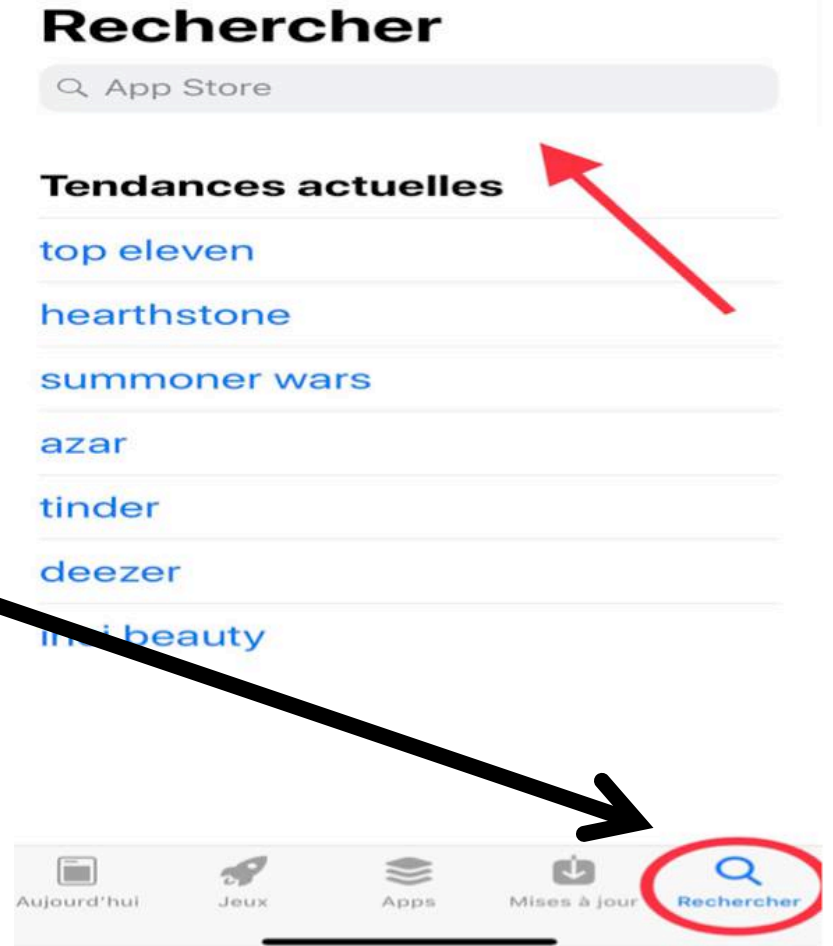 Rechercher
App Store
Tendances actuelles
top eleven
hearthstone
summoner wars
azar
tinder
deezer
beauty
Aujourd'hui
Jeux
Apps
Mises à jour
Rechercher